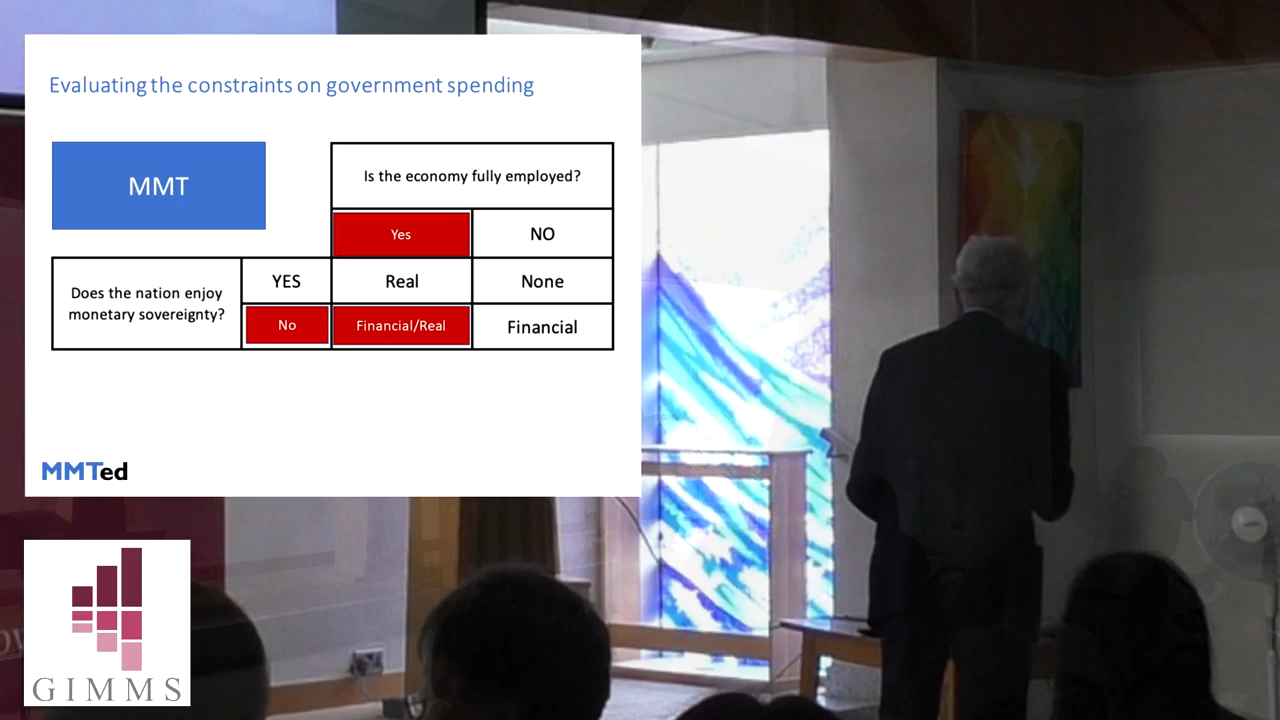 Evaluating the constraints on government spending
MMT
Is the economy fully employed?
Yes
NO
Does the nation enjoy
monetary sovereignty?
YES
Real
None
No
Financial/Real
Financial
MMTed
GIMMS